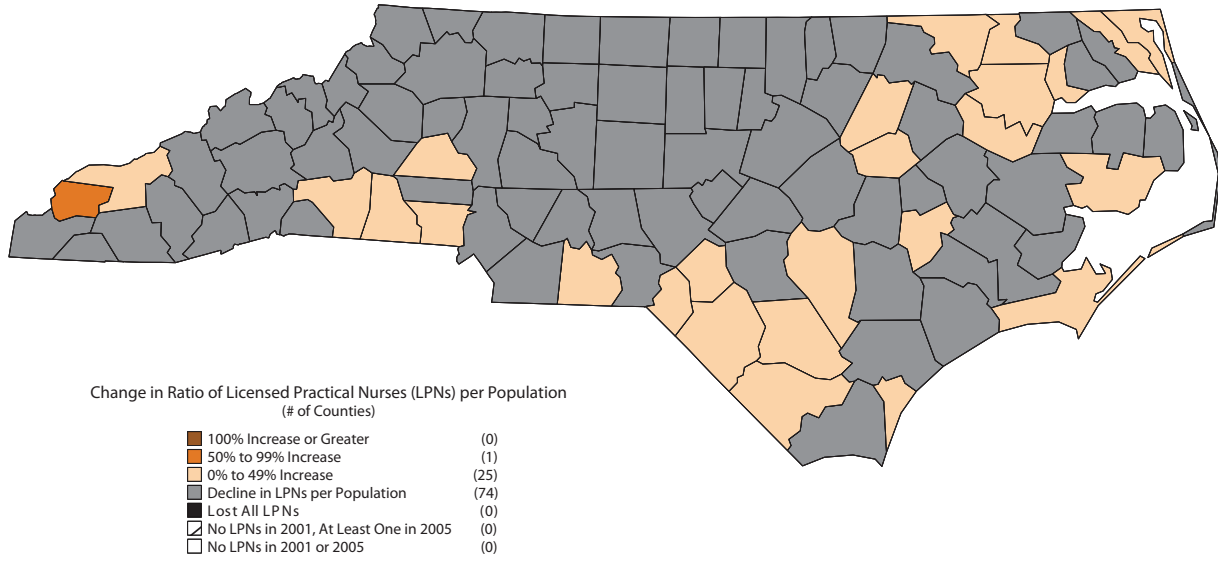 Change in Ratio of Licensed Practical Nurses (LPNs) per Population
(# of Counties)
100% Increase or Greater (0)
50% to 99% Increase (1)
0% to 49% Increase (25)
Decline in LPNs per Population (74)
Lost All LPNs (0)
No LPNs in 2001, At Least One in 2005 (0)
No LPNs in 2001 or 2005 (0)